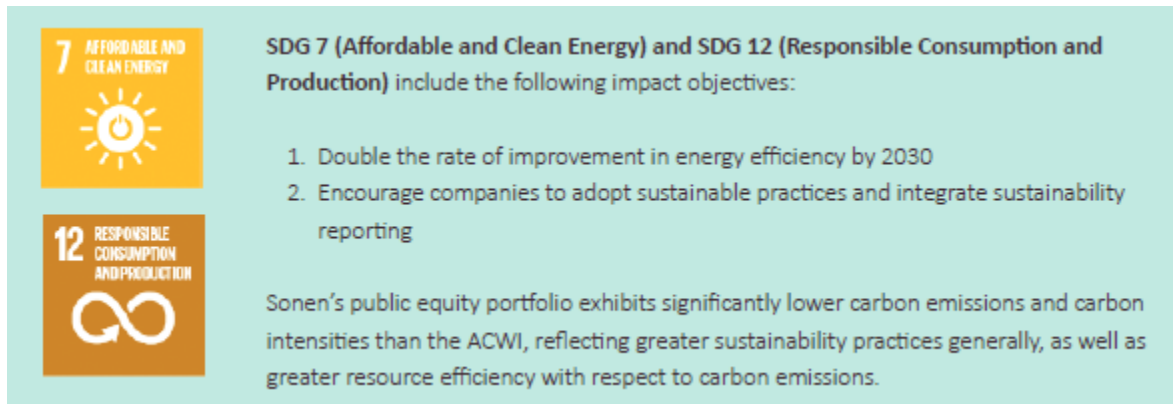 7 AFFORDABLE AND
CLEAN ENERGY
SDG 7 (Affordable and Clean Energy) and SDG 12 (Responsible Consumption and
Production) include the following impact objectives:
1. Double the rate of improvement in energy efficiency by 2030
2. Encourage companies to adopt sustainable practices and integrate sustainability
reporting
12 RESPONSIBLE
CONSUMPTION
AND PRODUCTION
Sonen's public equity portfolio exhibits significantly lower carbon emissions and carbon
intensities than the ACWI, reflecting greater sustainability practices generally, as well as
greater resource efficiency with respect to carbon emissions.